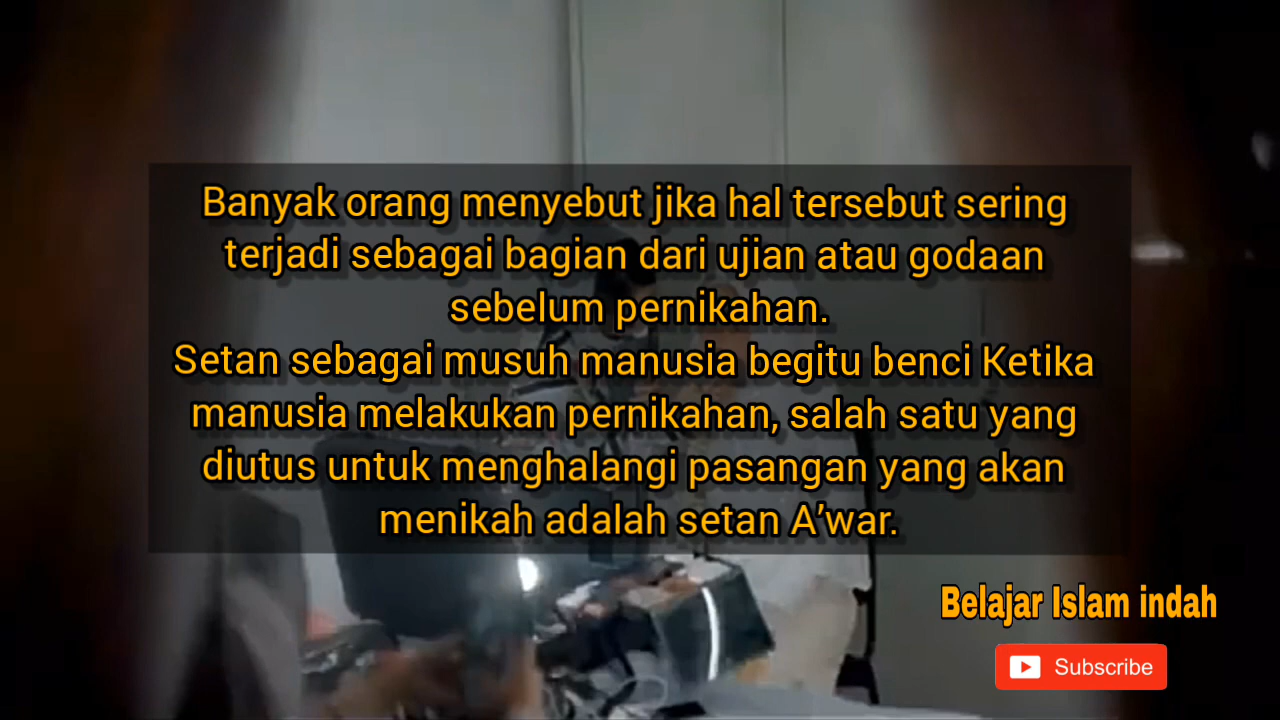 Banyak orang menyebut jika hal tersebut sering
terjadi sebagai bagian dari ujian atau godaan
sebelum pernikahan.
Setan sebagai musuh manusia begitu benci Ketika
manusia melakukan pernikahan, salah satu yang
diutus untuk menghalangi pasangan yang akan
menikah adalah setan A’war.
Belajar Islam indah
Subscribe